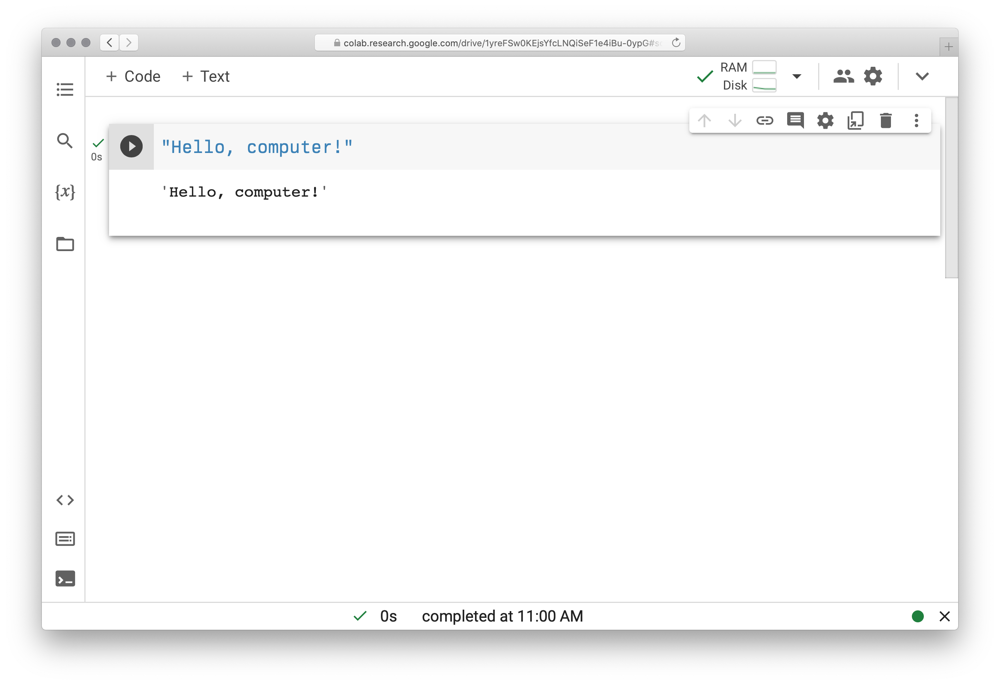 colab.research.google.com/drive/1yreFSw0KEjsYfcLNQiSeF1e4iBu-0ypG#s
+ Code + Text
RAM
Disk
0s
"Hello, computer!"
'Hello, computer!'
{x}
0s completed at 11:00 AM